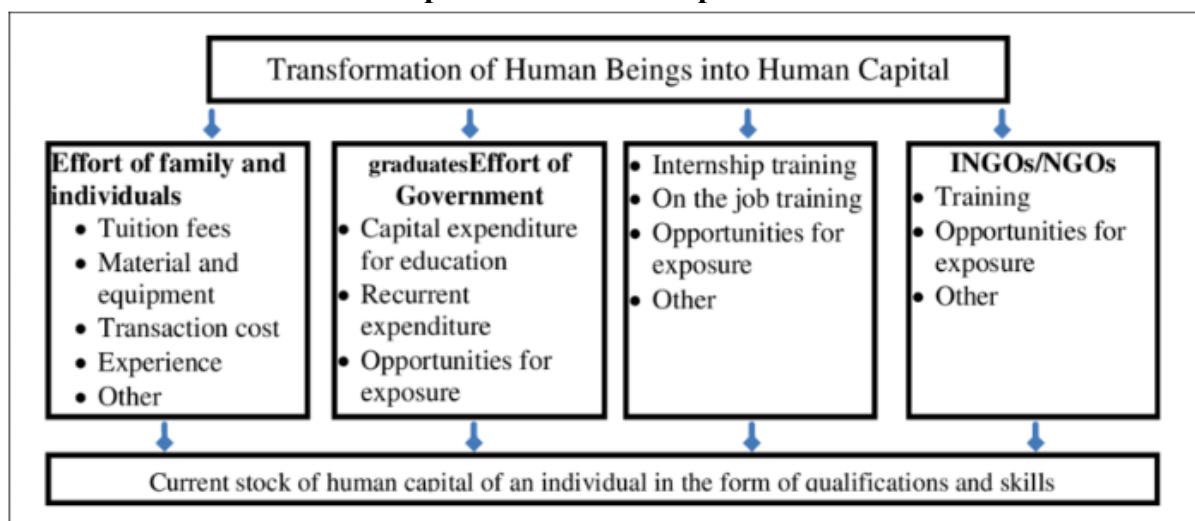 Transformation of Human Beings into Human Capital
Effort of family and
individuals
• Tuition fees
• Material and
equipment
• Transaction cost
• Experience
• Other
graduatesEffort of
Government
• Capital expenditure
for education
• Recurrent
expenditure
• Opportunities for
exposure
• Internship training
• On the job training
• Opportunities for
exposure
• Other
INGOs/NGOs
• Training
• Opportunities for
exposure
• Other
Current stock of human capital of an individual in the form of qualifications and skills